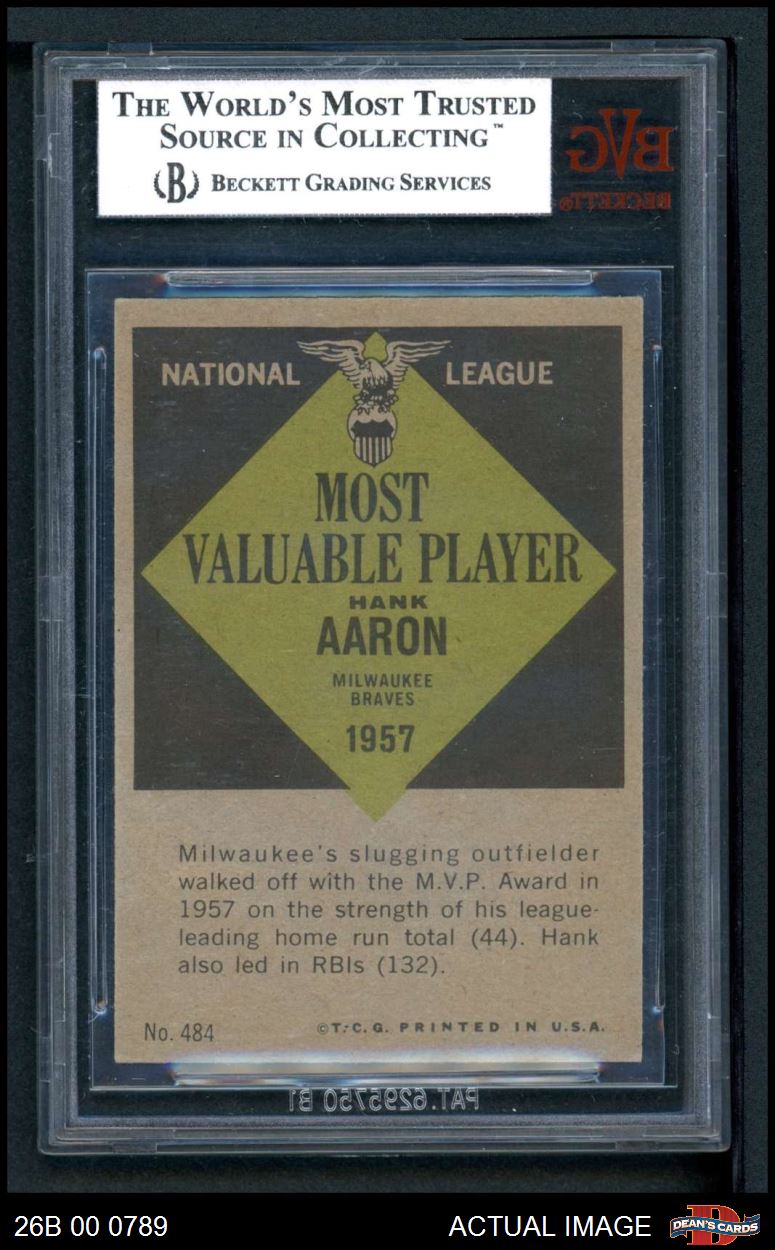 THE WORLD'S MOST TRUSTED
SOURCE IN COLLECTING™
B BECKETT GRADING SERVICES
BVG
BECKETT®
NATIONAL LEAGUE
MOST
VALUABLE PLAYER
HANK
AARON
MILWAUKEE
BRAVES
1957
Milwaukee's slugging outfielder
walked off with the M.V.P. Award in
1957 on the strength of his league-
leading home run total (44). Hank
also led in RBIs (132).
No. 484 ©T.C.G. PRINTED IN U.S.A.
PAT.6295750 B1
26B 00 0789 ACTUAL IMAGE D DEAN'S CARDS